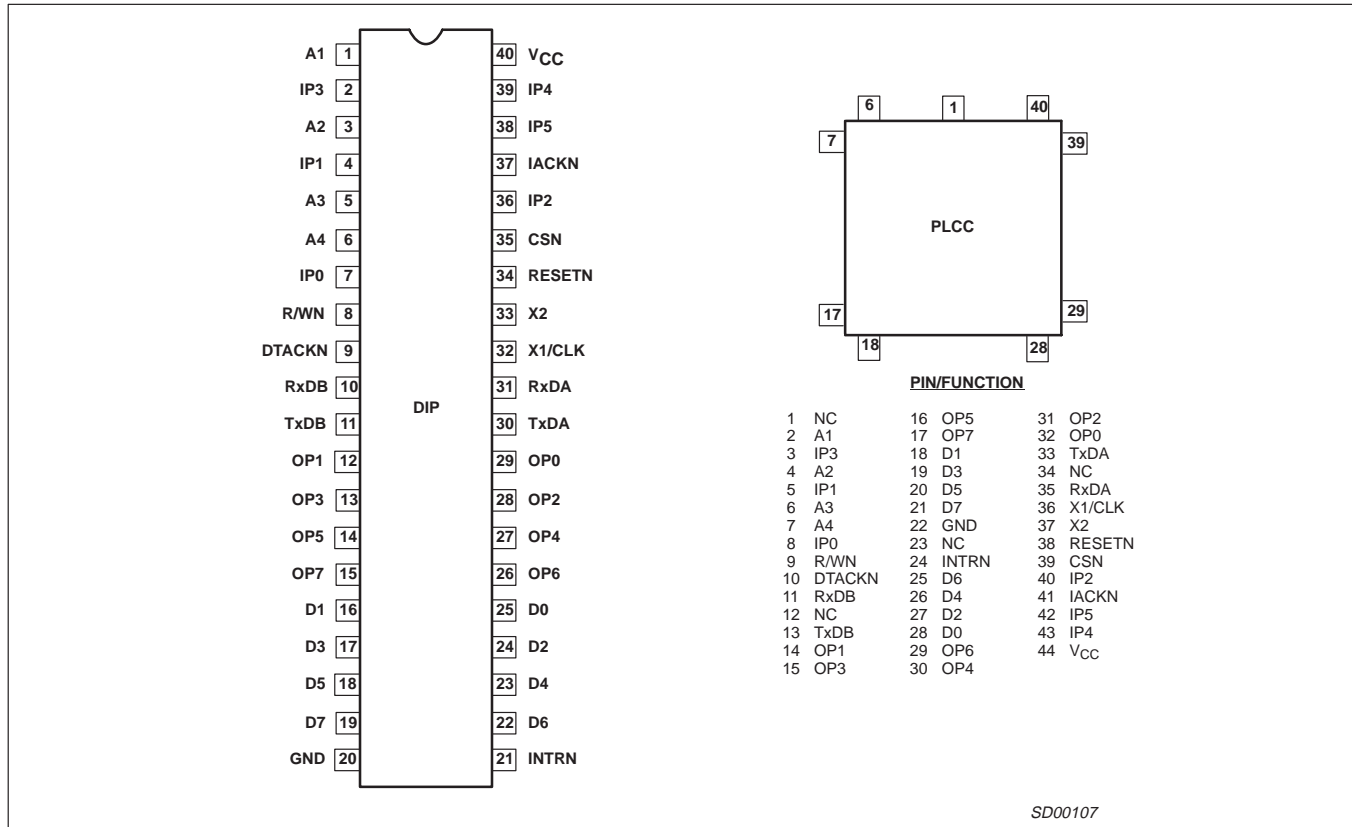 A1 1 40 VCC
IP3 2 39 IP4
A2 3 38 IP5
IP1 4 37 IACKN
A3 5 36 IP2
A4 6 35 CSN
IP0 7 34 RESETN
R/WN 8 33 X2
DTACKN 9 32 X1/CLK
RxDB 10 31 RxDA
DIP
TxDB 11 30 TxDA
OP1 12 29 OP0
OP3 13 28 OP2
OP5 14 27 OP4
OP7 15 26 OP6
D1 16 25 D0
D3 17 24 D2
D5 18 23 D4
D7 19 22 D6
GND 20 21 INTRN
6 1 40
7 39
PLCC
17 29
18 28
PIN/FUNCTION
1 NC 16 OP5 31 OP2
2 A1 17 OP7 32 OP0
3 IP3 18 D1 33 TxDA
4 A2 19 D3 34 NC
5 IP1 20 D5 35 RxDA
6 A3 21 D7 36 X1/CLK
7 A4 22 GND 37 X2
8 IP0 23 NC 38 RESETN
9 R/WN 24 INTRN 39 CSN
10 DTACKN 25 D6 40 IP2
11 RxDB 26 D4 41 IACKN
12 NC 27 D2 42 IP5
13 TxDB 28 D0 43 IP4
14 OP1 29 OP6 44 VCC
15 OP3 30 OP4
SD00107